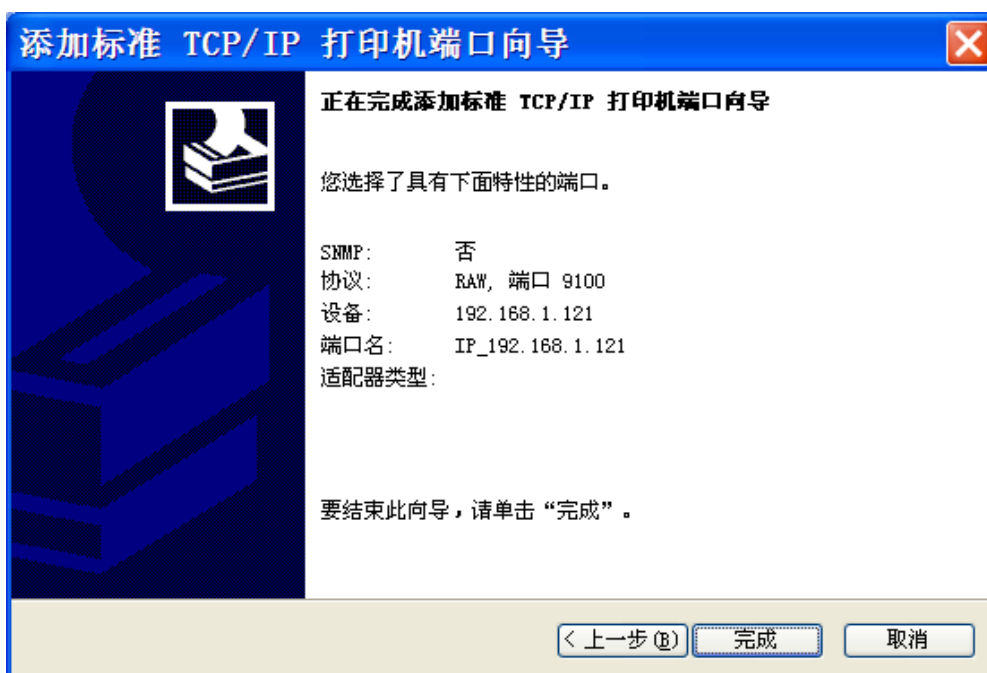 添加标准 TCP/IP 打印机端口向导
正在完成添加标准 TCP/IP 打印机端口向导
您选择了具有下面特性的端口。
SNMP: 否
协议: RAW, 端口 9100
设备: 192.168.1.121
端口名: IP_192.168.1.121
适配器类型:
要结束此向导，请单击“完成”。
< 上一步(B) 完成 取消